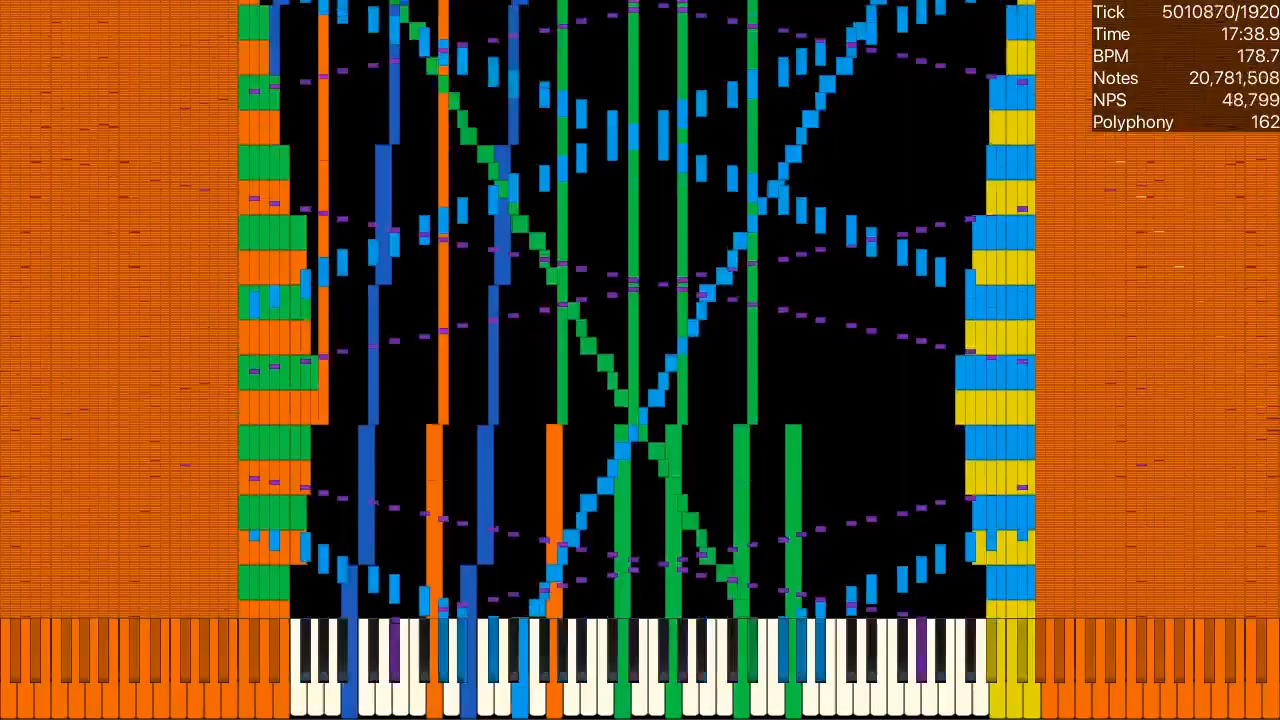 Tick 5010870/1920
Time 17:38.9
BPM 178.7
Notes 20,781,508
NPS 48,799
Polyphony 162